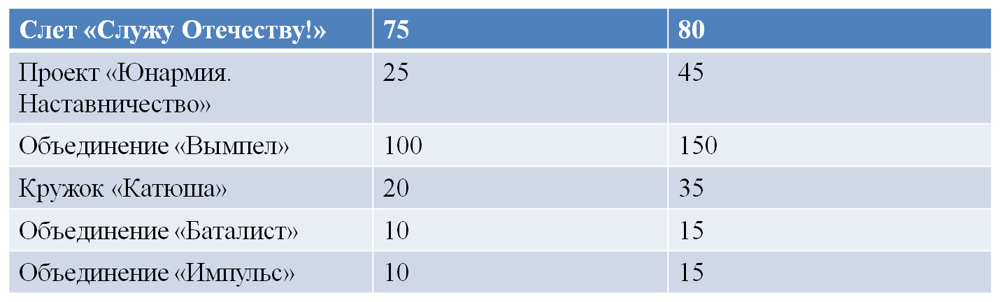 Слет «Служу Отечеству!» 75 80
Проект «Юнармия. 25 45
Наставничество»
Объединение «Вымпел» 100 150
Кружок «Катюша» 20 35
Объединение «Баталист» 10 15
Объединение «Импульс» 10 15